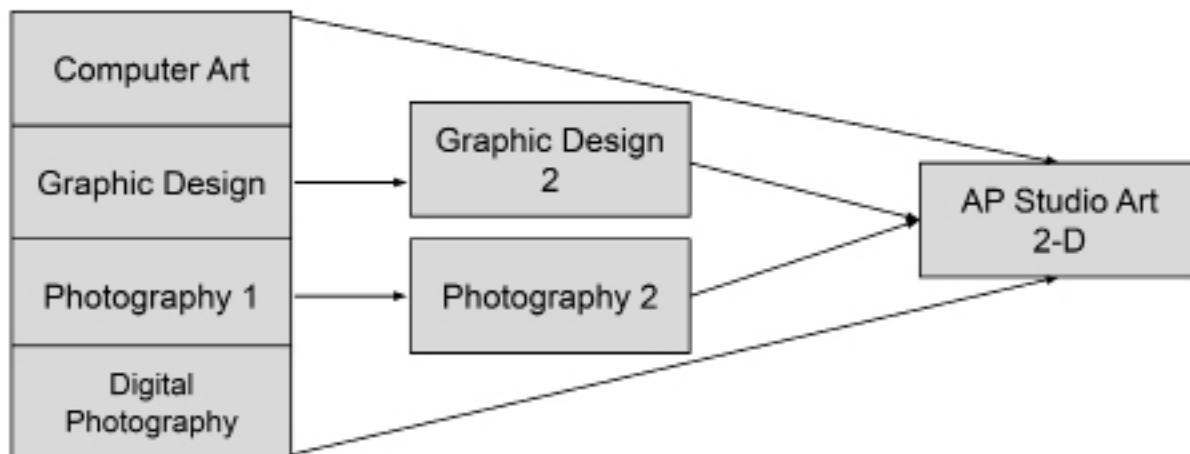 Computer Art
Graphic Design
Photography 1
Digital
Photography
Graphic Design
2
Photography 2
AP Studio Art
2-D